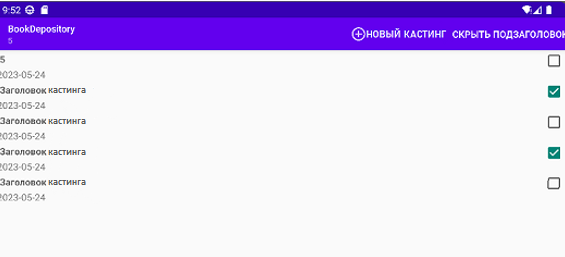 9:52
BookDepository
5
НОВЫЙ КАСТИНГ СКРЫТЬ ПОДЗАГОЛОВОК
5
2023-05-24
Заголовок кастинга
2023-05-24
Заголовок кастинга
2023-05-24
Заголовок кастинга
2023-05-24
Заголовок кастинга
2023-05-24